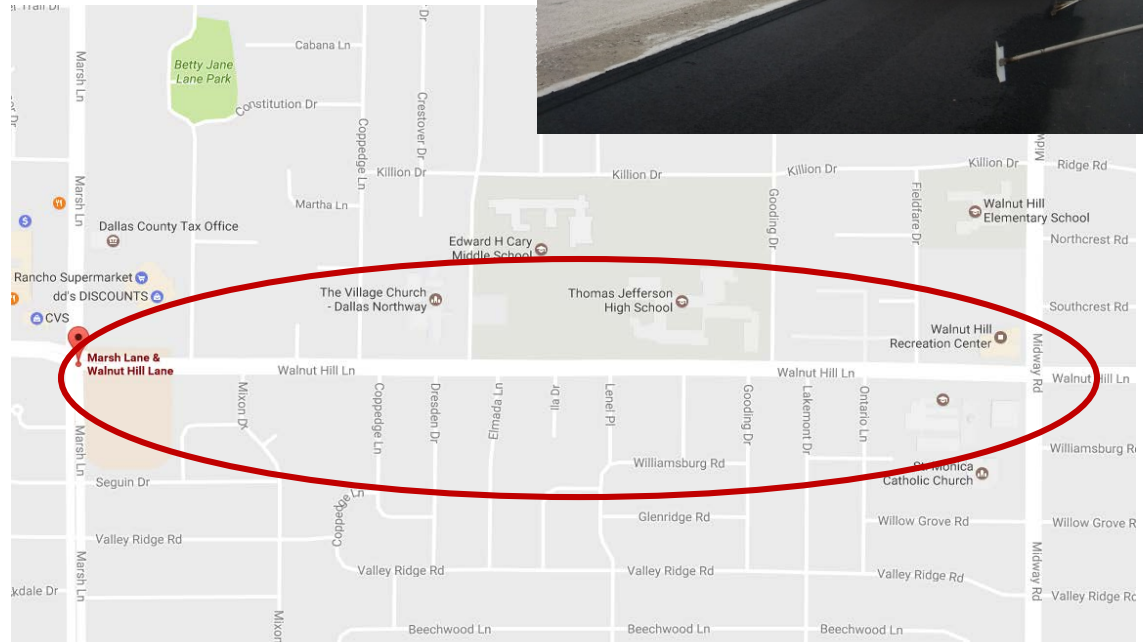 Marsh Ln
Betty Jane
Lane Park
Cabana Ln
Constitution Dr
Coppedge Ln
Crestover Dr
Killion Dr
Killion Dr
Killion Dr
Killion Dr
Ridge Rd
Marsh Ln
Martha Ln
Gooding Dr
Fieldfare Dr
Walnut Hill
Elementary School
Dallas County Tax Office
Edward H Cary
Middle School
Northcrest Rd
Rancho Supermarket
dd's DISCOUNTS
CVS
The Village Church
- Dallas Northway
Thomas Jefferson
High School
Southcrest Rd
Walnut Hill
Recreation Center
Marsh Lane &
Walnut Hill Lane
Walnut Hill Ln
Walnut Hill Ln
Walnut Hill Ln
Midway Rd
Mixon Dr
Coppedge Ln
Dresden Dr
Elmada Ln
Dale
Lenel Pl
Gooding Dr
Lakemont Dr
Ontario Ln
Marsh Ln
Williamsburg Rd
Williamsburg R
St. Monica
Catholic Church
Seguin Dr
Coppedge Ln
Glenridge Rd
Willow Grove Rd
Willow Grove R
Valley Ridge Rd
Valley Ridge Rd
Valley Ridge Rd
Valley Ridge Rd
Valley Ridge Rd
Marsh Ln
Midway Rd
kdale Dr
Mixon
Beechwood Ln
Beechwood Ln